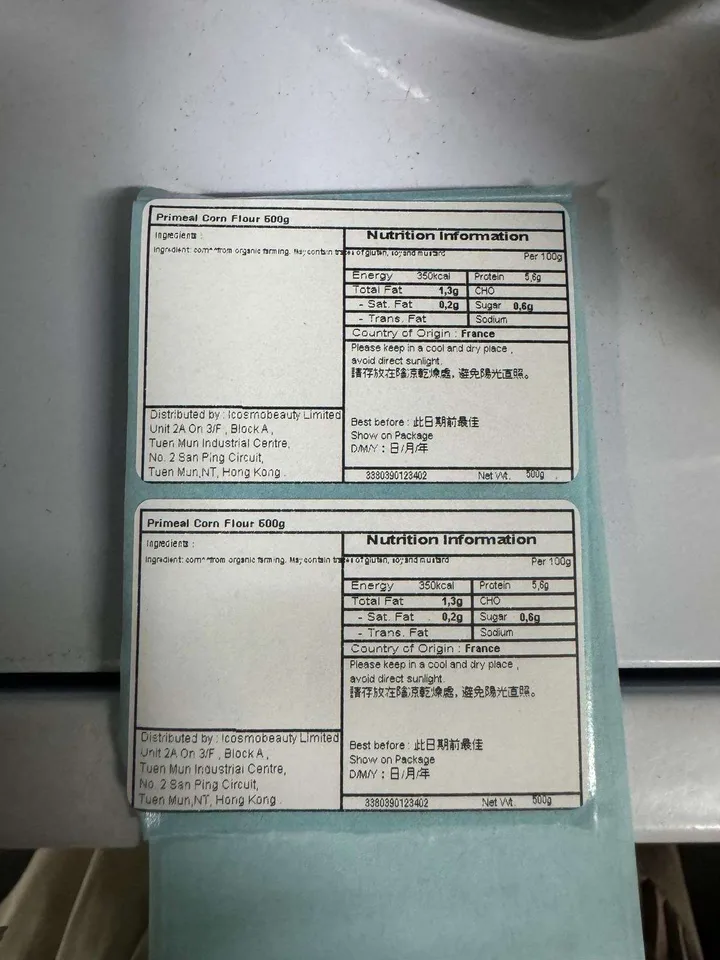 Primeal Corn Flour 500g
Ingredients :
Nutrition Information
Ingredient: corn**from organic farming. May contain traces of gluten, soy and mustard
Per 100g
Energy 350kcal Protein 5,6g
Total Fat 1,3g CHO
- Sat. Fat 0,2g Sugar 0,6g
- Trans. Fat Sodium
Country of Origin : France
Please keep in a cool and dry place ,
avoid direct sunlight.
請存放在陰涼乾燥處, 避免陽光直照。
Distributed by : Icosmobeauty Limited
Unit 2A On 3/F , Block A ,
Tuen Mun Industrial Centre,
No. 2 San Ping Circuit,
Tuen Mun,NT, Hong Kong .
Best before : 此日期前最佳
Show on Package
D/M/Y : 日/月/年
3380390123402 Net Wt. 500g
Primeal Corn Flour 500g
Ingredients :
Nutrition Information
Ingredient: corn**from organic farming. May contain traces of gluten, soy and mustard
Per 100g
Energy 350kcal Protein 5,6g
Total Fat 1,3g CHO
- Sat. Fat 0,2g Sugar 0,6g
- Trans. Fat Sodium
Country of Origin : France
Please keep in a cool and dry place ,
avoid direct sunlight.
請存放在陰涼乾燥處, 避免陽光直照。
Distributed by : Icosmobeauty Limited
Unit 2A On 3/F , Block A ,
Tuen Mun Industrial Centre,
No. 2 San Ping Circuit,
Tuen Mun,NT, Hong Kong .
Best before : 此日期前最佳
Show on Package
D/M/Y : 日/月/年
3380390123402 Net Wt. 500g